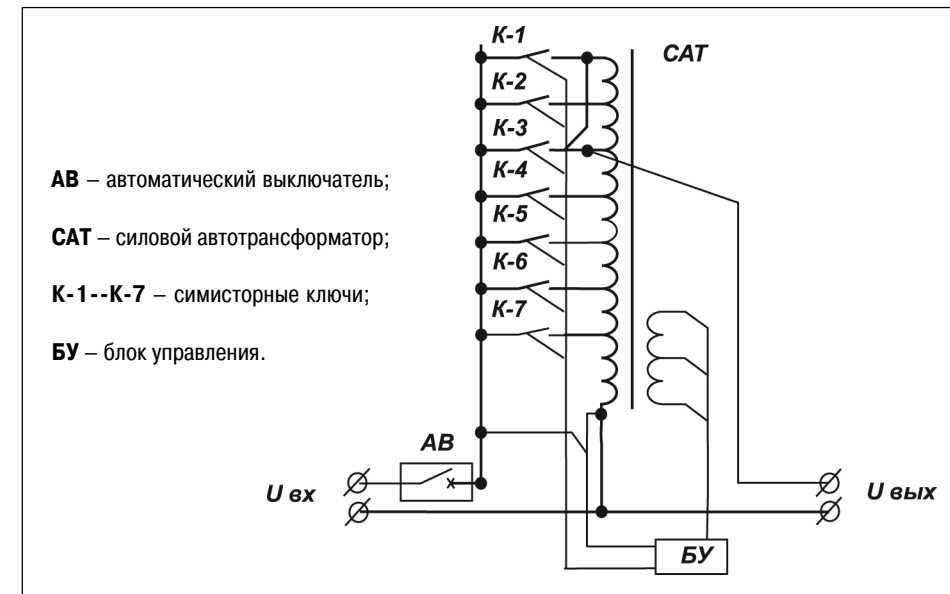 К-1
САТ
К-2
К-3
К-4
АВ – автоматический выключатель;
К-5
САТ – силовой автотрансформатор;
К-6
К-1--К-7 – симисторные ключи;
К-7
БУ – блок управления.
АВ
U вх
U вых
БУ